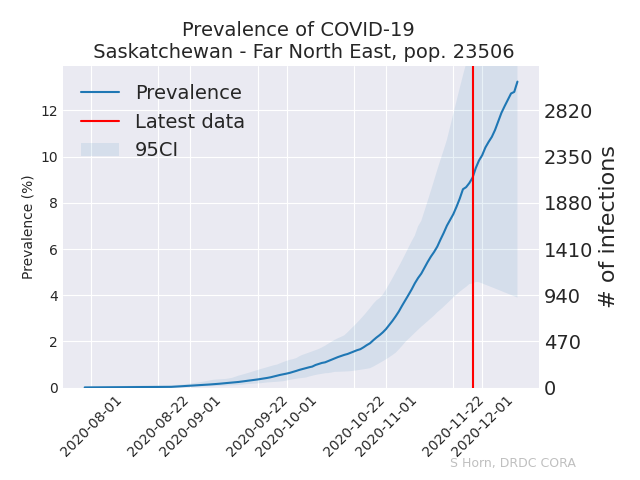 Prevalence of COVID-19
Saskatchewan - Far North East, pop. 23506
Prevalence
Latest data
95CI
Prevalence (%)
12
10
8
6
4
2
0
2820
2350
1880
1410
940
470
0
# of infections
2020-08-01
2020-08-22
2020-09-01
2020-09-22
2020-10-01
2020-10-22
2020-11-01
2020-11-22
2020-12-01
S Horn, DRDC CORA